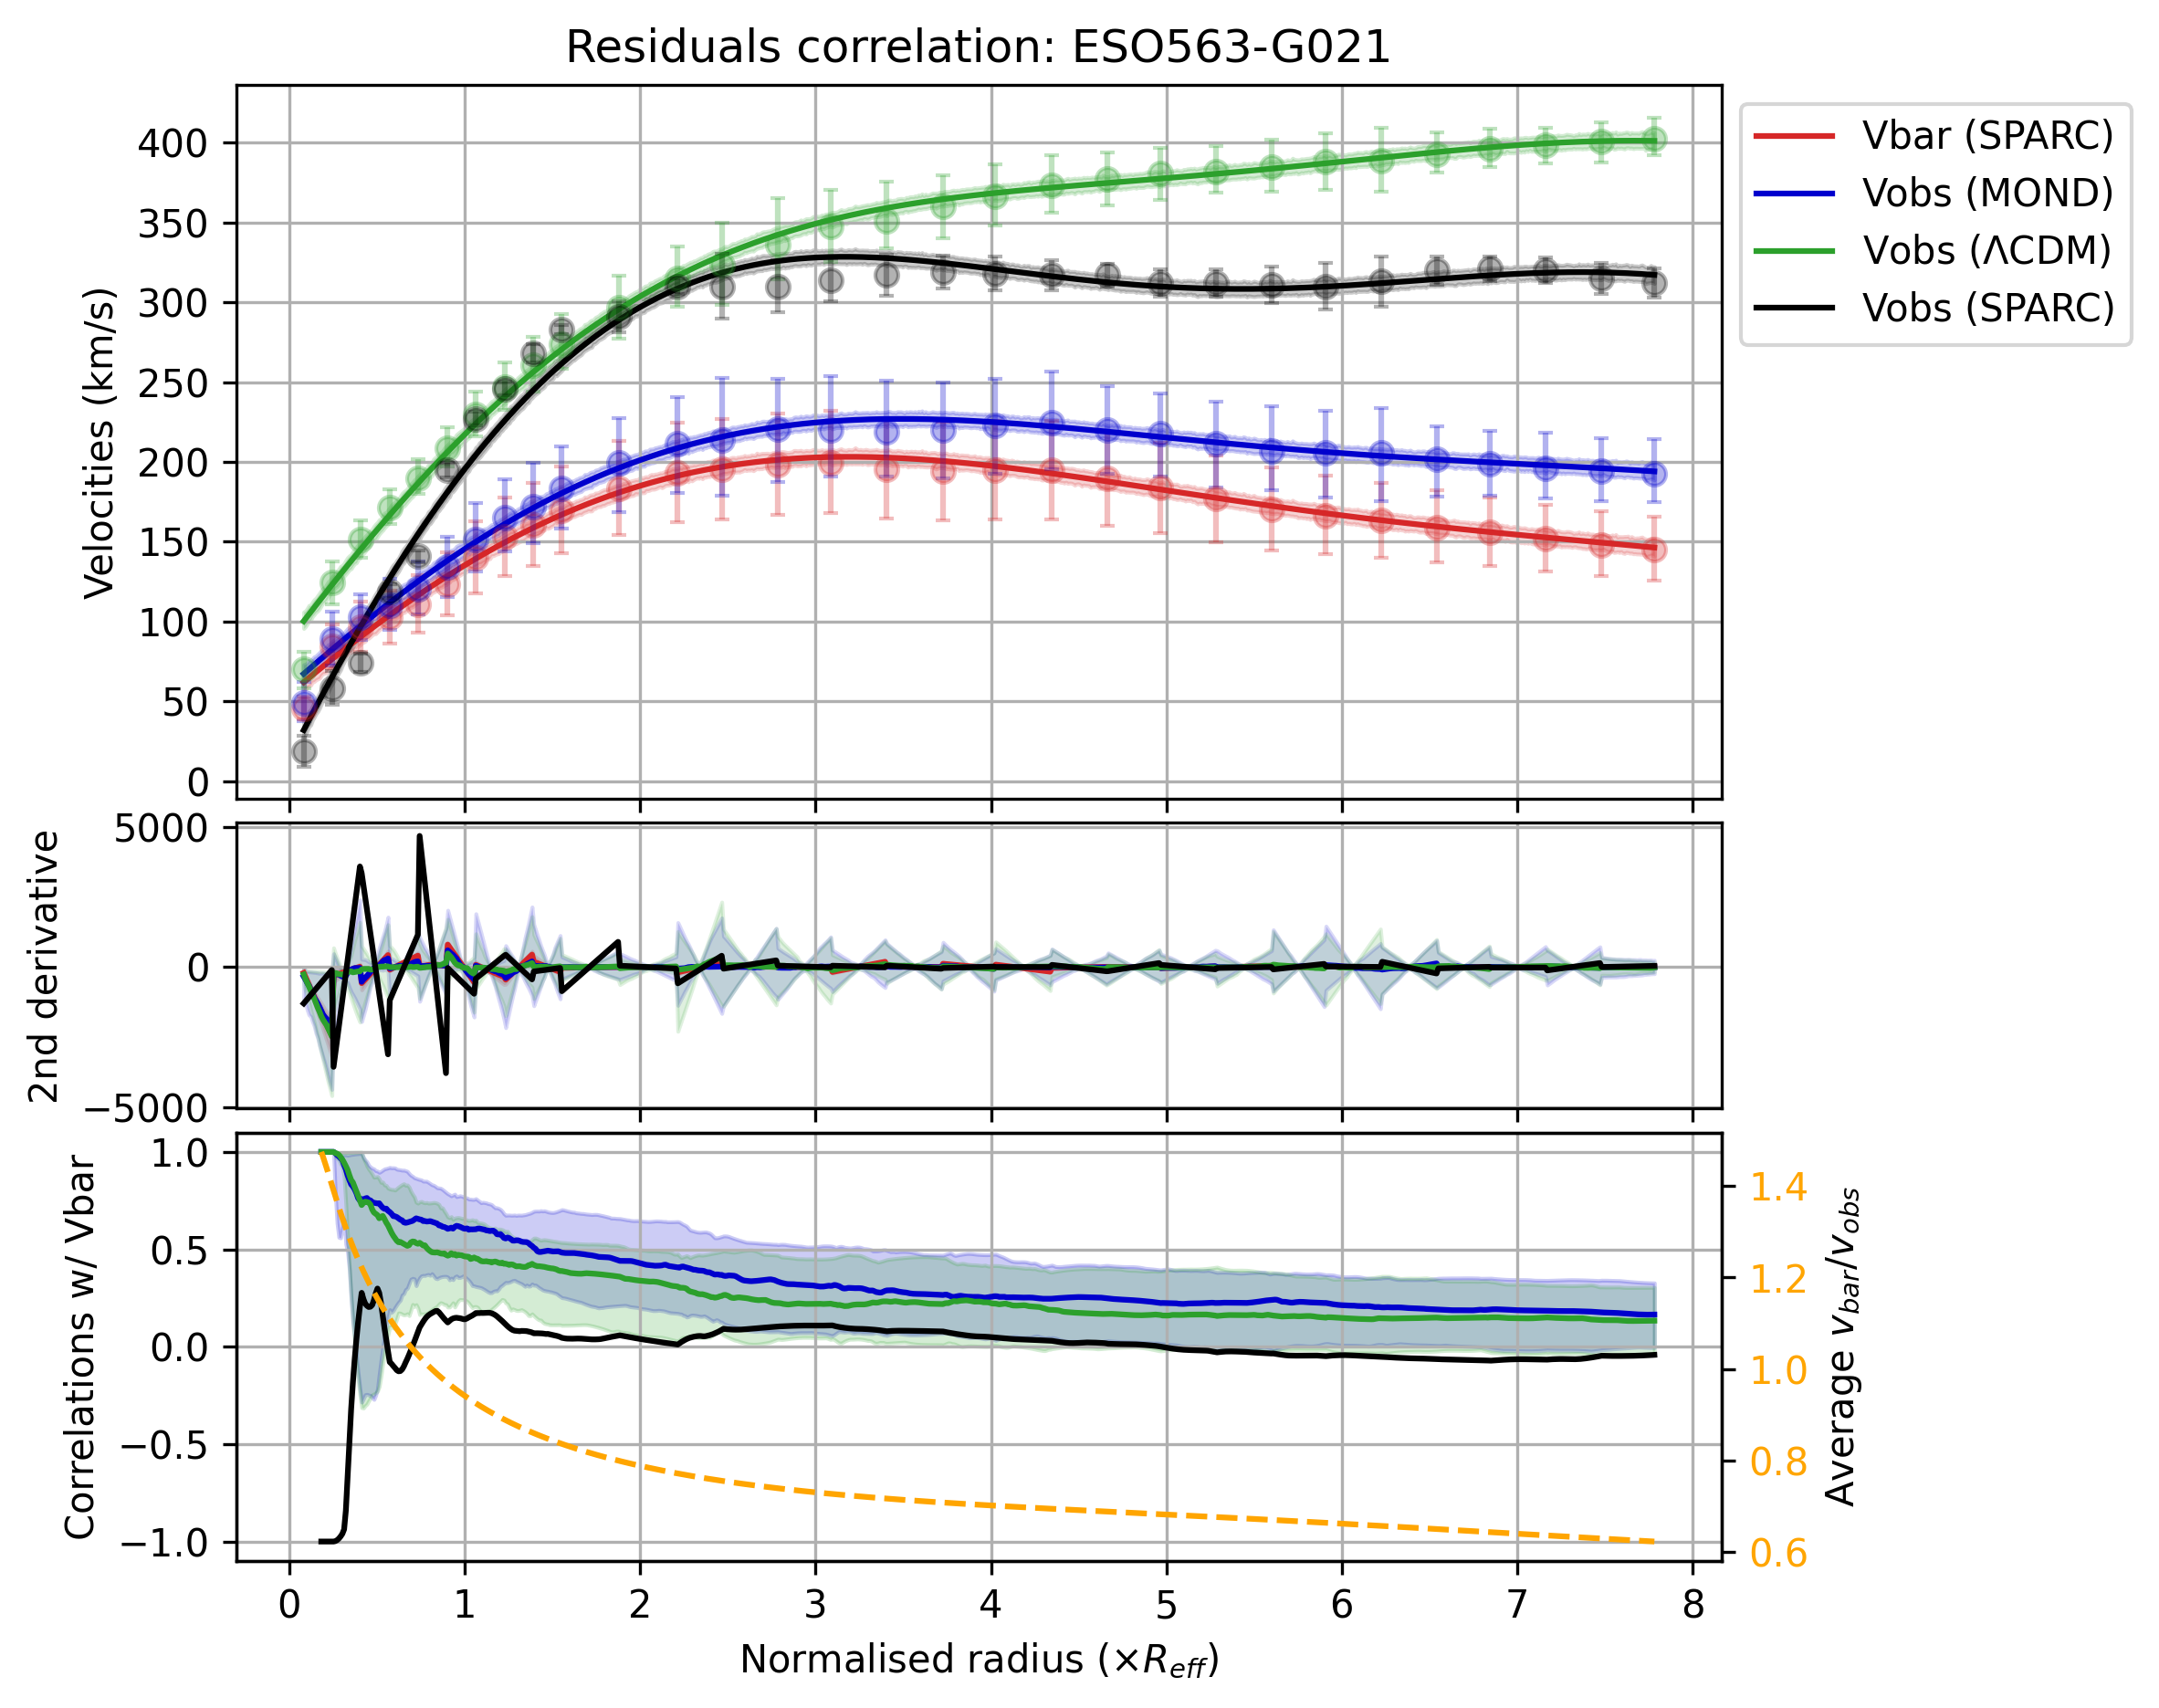 Residuals correlation: ESO563-G021
Velocities (km/s)
400
350
300
250
200
150
100
50
0
Vbar (SPARC)
Vobs (MOND)
Vobs (ΛCDM)
Vobs (SPARC)
2nd derivative
5000
0
−5000
Correlations w/ Vbar
1.0
0.5
0.0
−0.5
−1.0
1.4
1.2
1.0
0.8
0.6
Average v_bar/v_obs
0 1 2 3 4 5 6 7 8
Normalised radius (×R_eff)